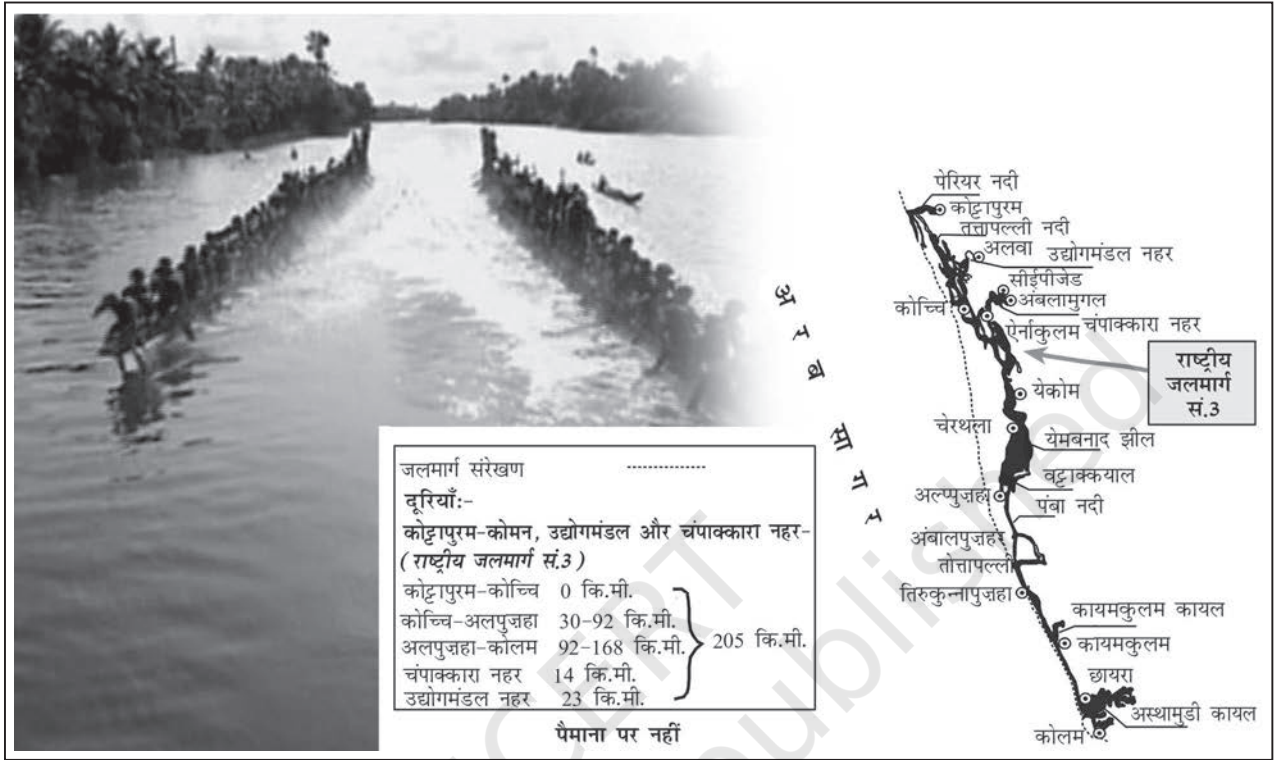 जलमार्ग संरेखण
दूरियाँ:-
कोट्टापुरम-कोमन, उद्योगमंडल और चंपाक्कारा नहर-
(राष्ट्रीय जलमार्ग सं.3)
कोट्टापुरम-कोच्चि 0 कि.मी.
कोच्चि-अलपुज़हा 30-92 कि.मी.
अलपुज़हा-कोलम 92-168 कि.मी.
चंपाक्कारा नहर 14 कि.मी.
उद्योगमंडल नहर 23 कि.मी.
205 कि.मी.
पैमाना पर नहीं
अरब सागर
पेरियर नदी
कोट्टापुरम
तत्तापल्ली नदी
अलवा
उद्योगमंडल नहर
सीईपीजेड
अंबलामुगल
कोच्चि
ऐर्नाकुलम
चंपाक्कारा नहर
राष्ट्रीय
जलमार्ग
सं.3
येकोम
चेरथला
येमबनाद झील
वट्टाक्कयाल
अल्प्पुज़हा
पंबा नदी
अंबालपुज़हर
तोत्तापल्ली
तिरुकुन्नापुज़हा
कायमकुलम कायल
कायमकुलम
छायरा
अस्थामुडी कायल
कोलम